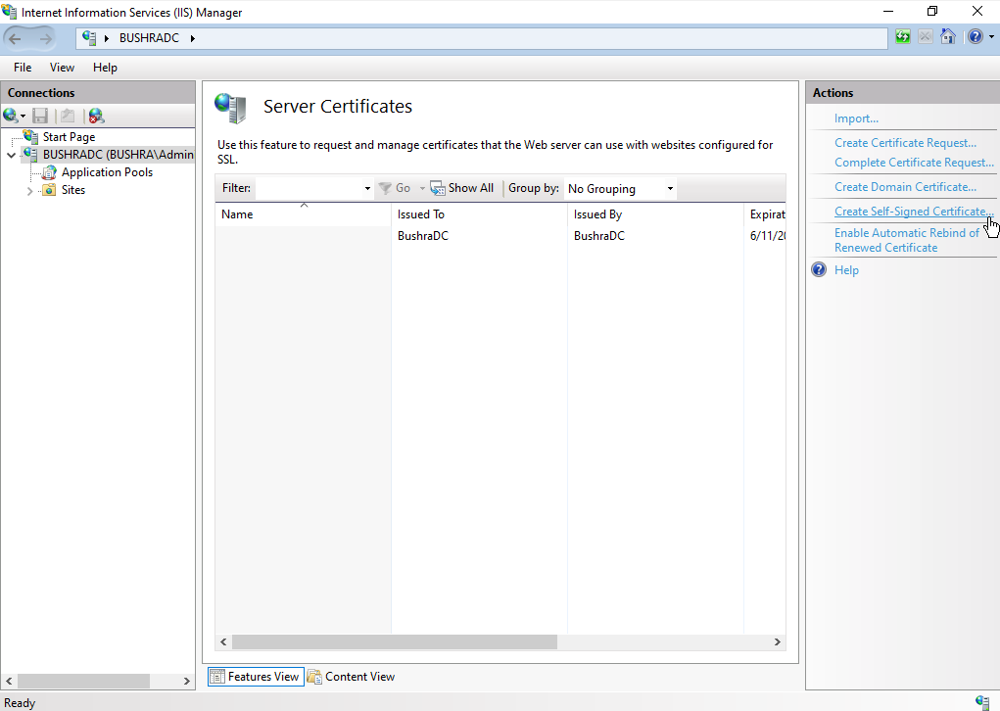 Internet Information Services (IIS) Manager
BUSHRADC
File View Help
Connections
Start Page
BUSHRADC (BUSHRA\Admin
Application Pools
Sites
Server Certificates
Use this feature to request and manage certificates that the Web server can use with websites configured for
SSL.
Filter: Go Show All Group by: No Grouping
Name Issued To Issued By Expirat
BushraDC BushraDC 6/11/20
Features View Content View
Actions
Import...
Create Certificate Request...
Complete Certificate Request...
Create Domain Certificate...
Create Self-Signed Certificate...
Enable Automatic Rebind of
Renewed Certificate
Help
Ready